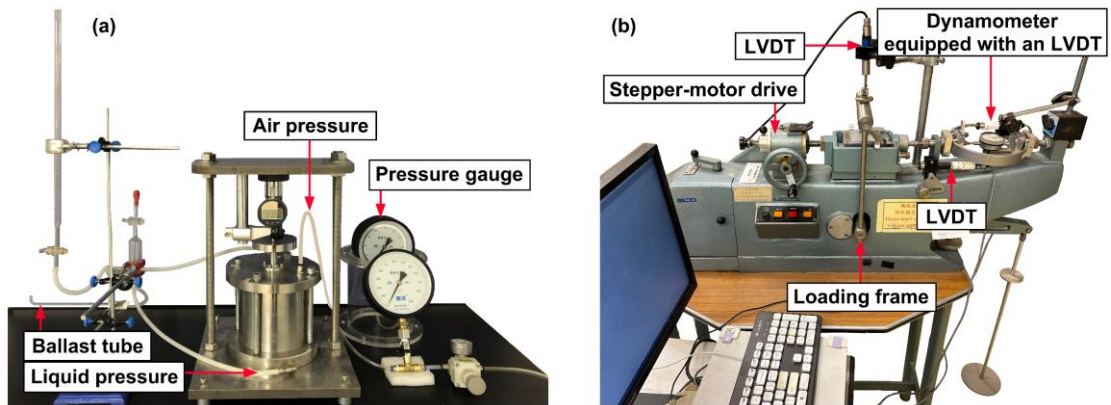 (a)
Air pressure
Pressure gauge
Ballast tube
Liquid pressure
(b)
LVDT
Dynamometer
equipped with an LVDT
Stepper-motor drive
LVDT
Loading frame